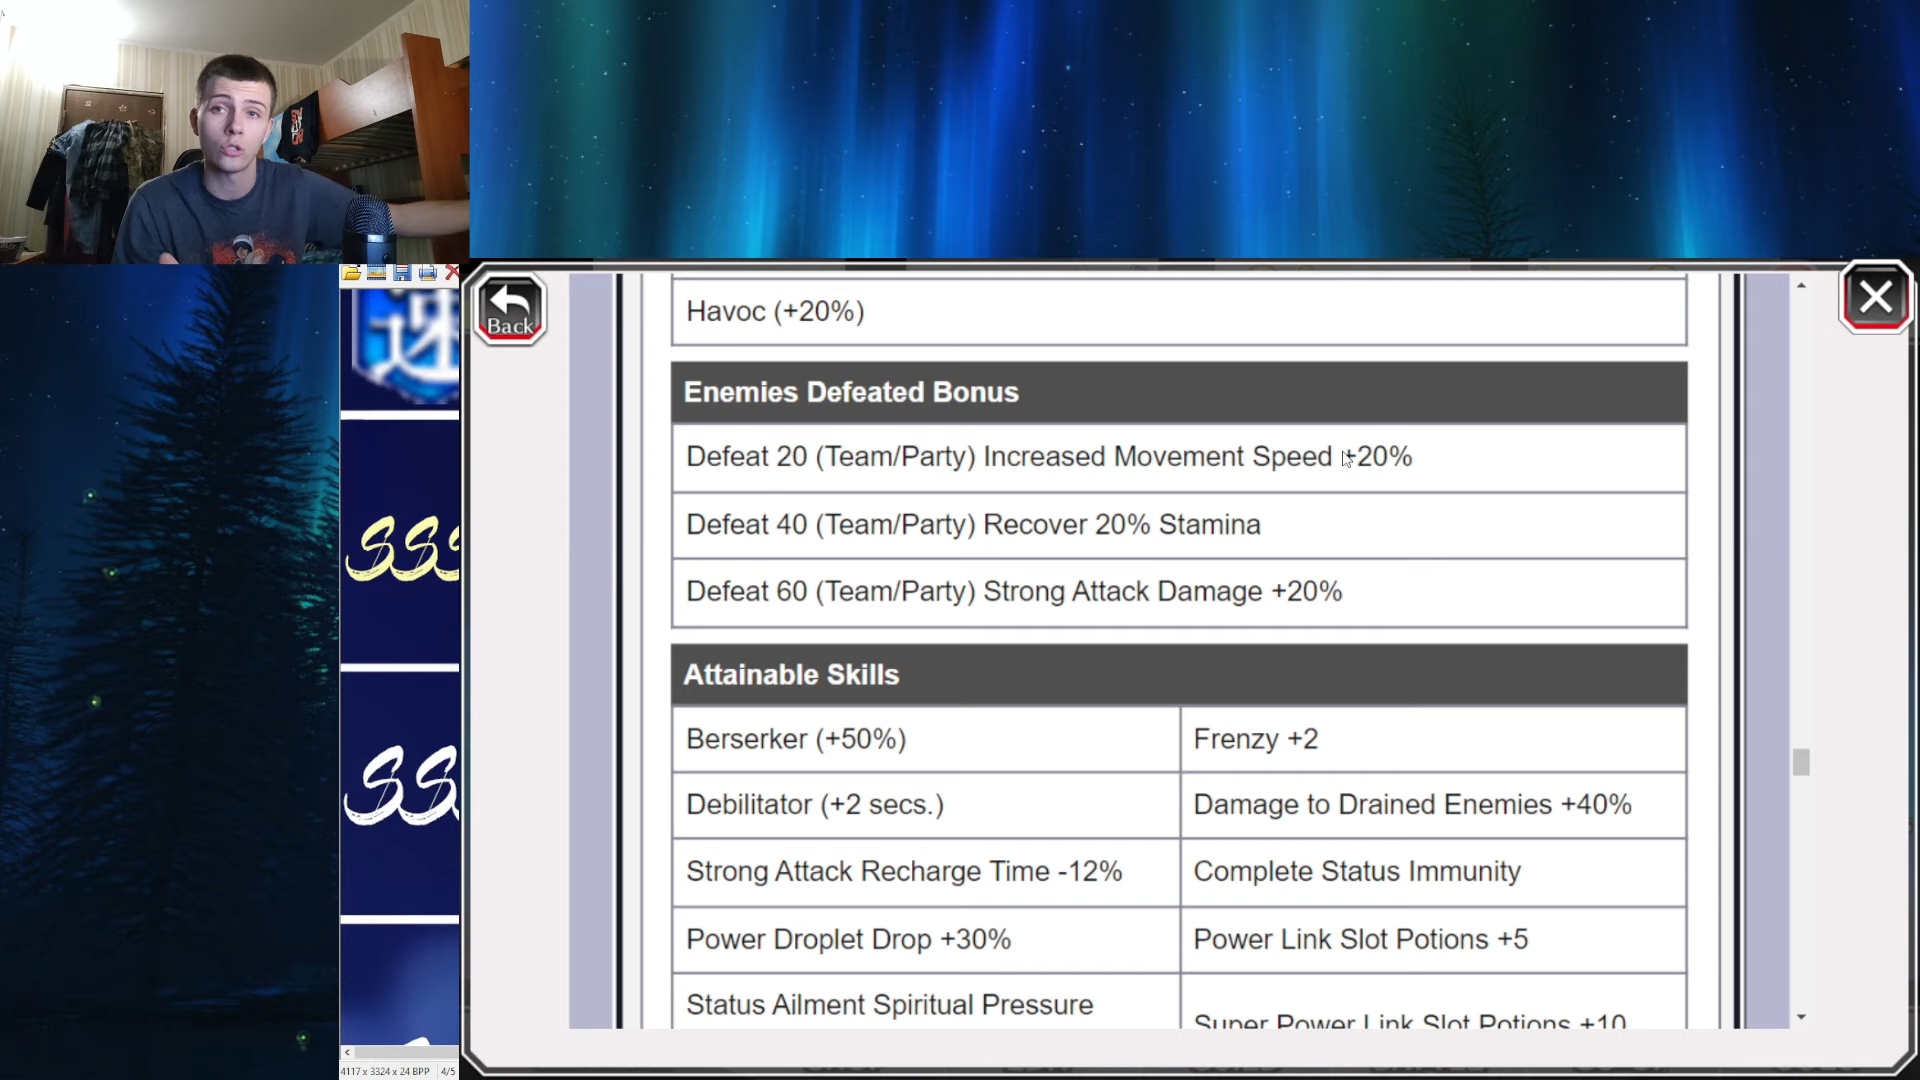 Back
Havoc (+20%)
Enemies Defeated Bonus
Defeat 20 (Team/Party) Increased Movement Speed +20%
Defeat 40 (Team/Party) Recover 20% Stamina
Defeat 60 (Team/Party) Strong Attack Damage +20%
Attainable Skills
Berserker (+50%)
Frenzy +2
Debilitator (+2 secs.)
Damage to Drained Enemies +40%
Strong Attack Recharge Time -12%
Complete Status Immunity
Power Droplet Drop +30%
Power Link Slot Potions +5
Status Ailment Spiritual Pressure
Super Power Link Slot Potions +10
速
SSS
SS
4117 x 3324 x 24 BPP
4/5